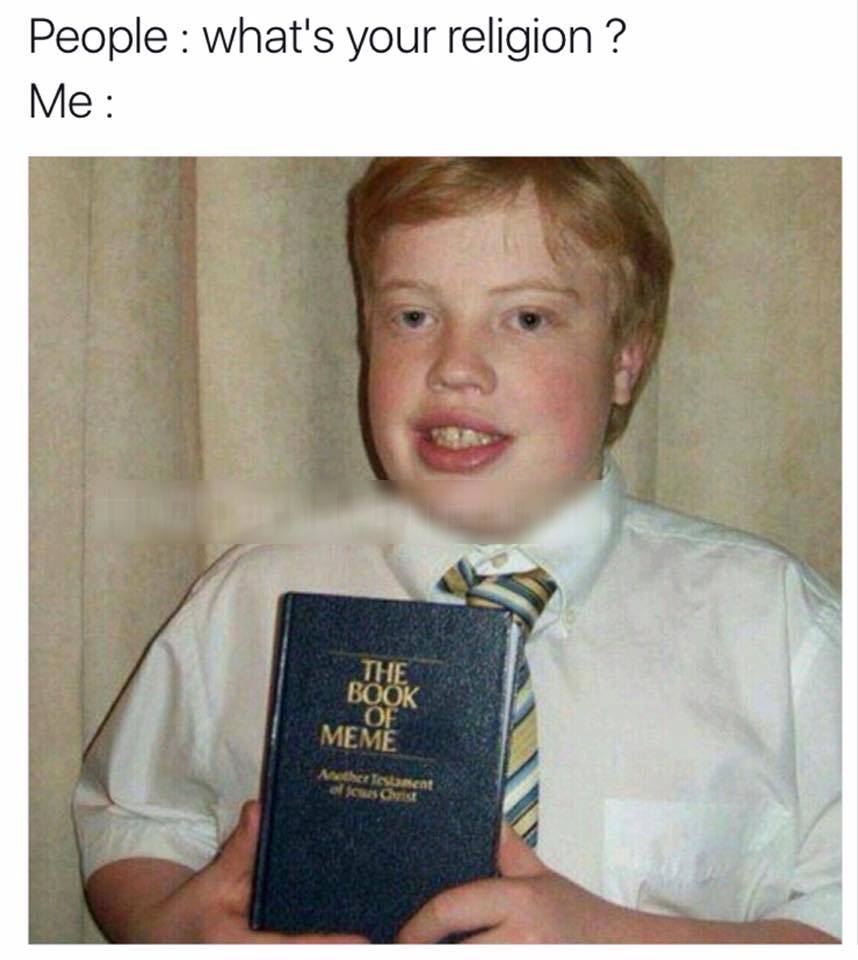 People : what's your religion ?
Me :
THE
BOOK
OF
MEME
Another Testament
of Jesus Christ